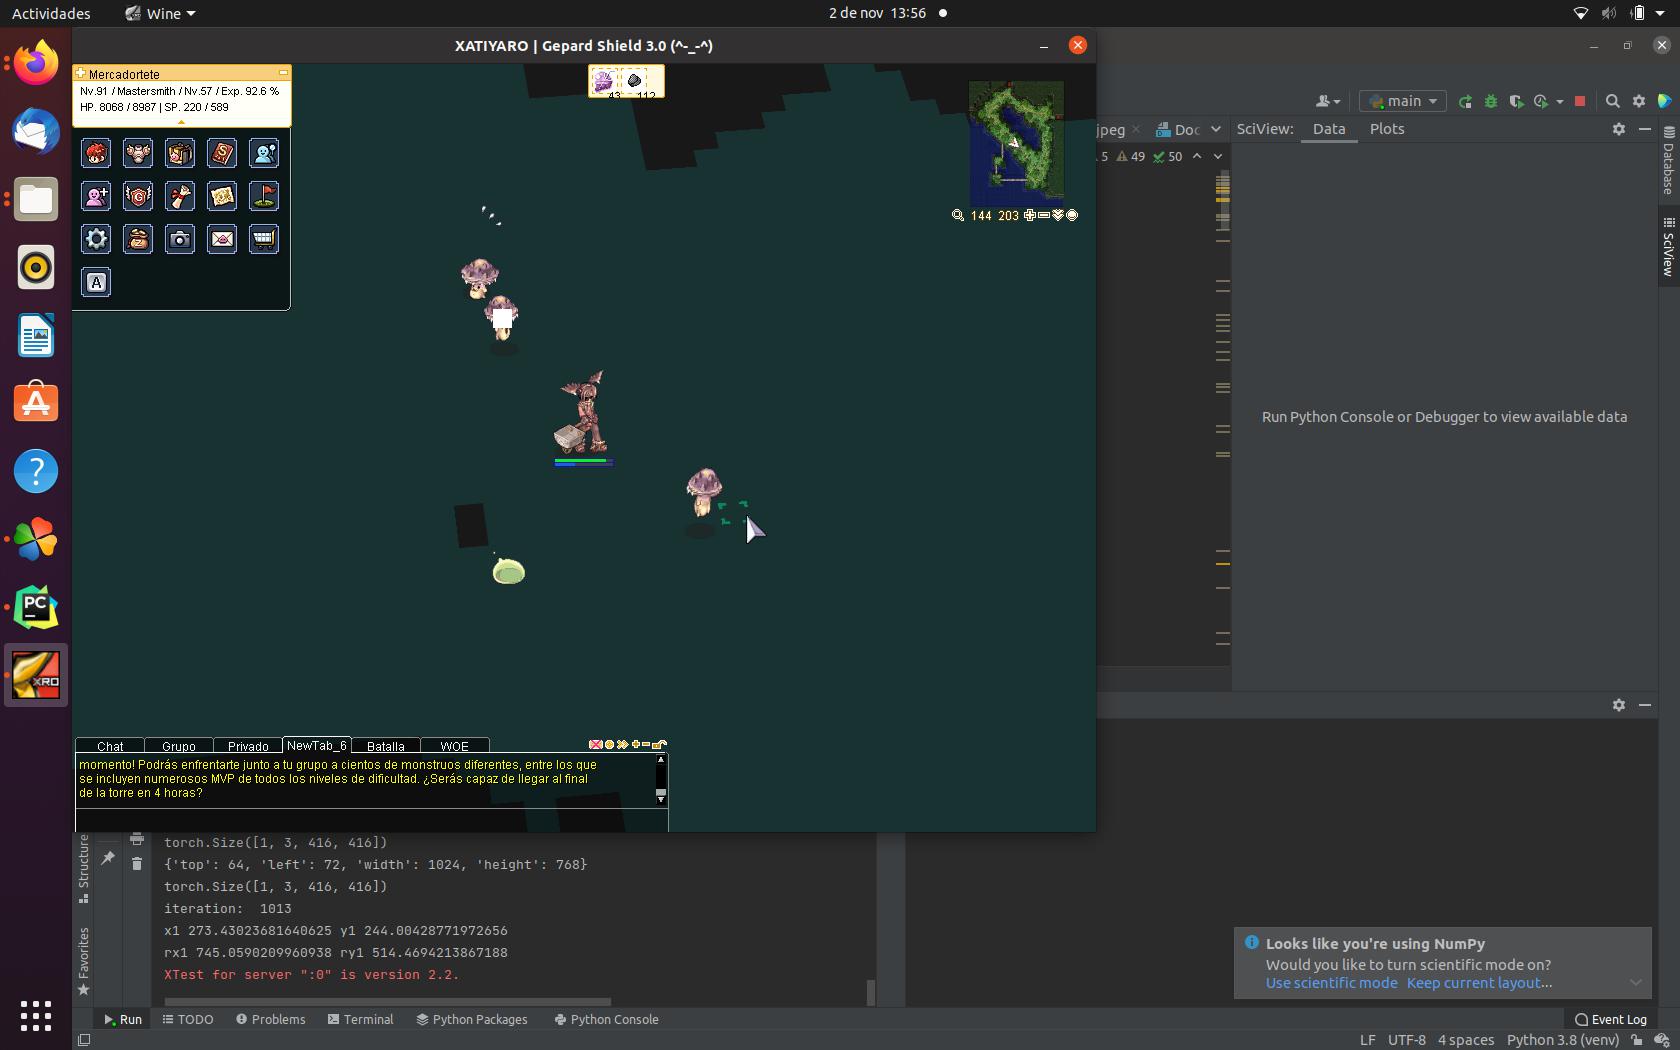 Actividades
Wine
2 de nov 13:56
XATIYARO | Gepard Shield 3.0 (^-_-^)
Mercadortete
Nv.91 / Mastersmith / Nv.57 / Exp. 92.6 %
HP. 8068 / 8987 | SP. 220 / 589
43
112
S
G
A
144 203
main
jpeg
Doc
SciView:
Data
Plots
5
49
50
Database
SciView
Run Python Console or Debugger to view available data
PC
XRO
Chat
Grupo
Privado
NewTab_6
Batalla
WOE
momento! Podrás enfrentarte junto a tu grupo a cientos de monstruos diferentes, entre los que
se incluyen numerosos MVP de todos los niveles de dificultad. ¿Serás capaz de llegar al final
de la torre en 4 horas?
Structure
Favorites
torch.Size([1, 3, 416, 416])
{'top': 64, 'left': 72, 'width': 1024, 'height': 768}
torch.Size([1, 3, 416, 416])
iteration: 1013
x1 273.43023681640625 y1 244.00428771972656
rx1 745.0590209960938 ry1 514.4694213867188
XTest for server ":0" is version 2.2.
Looks like you're using NumPy
Would you like to turn scientific mode on?
Use scientific mode Keep current layout...
Run
TODO
Problems
Terminal
Python Packages
Python Console
Event Log
LF UTF-8 4 spaces Python 3.8 (venv)